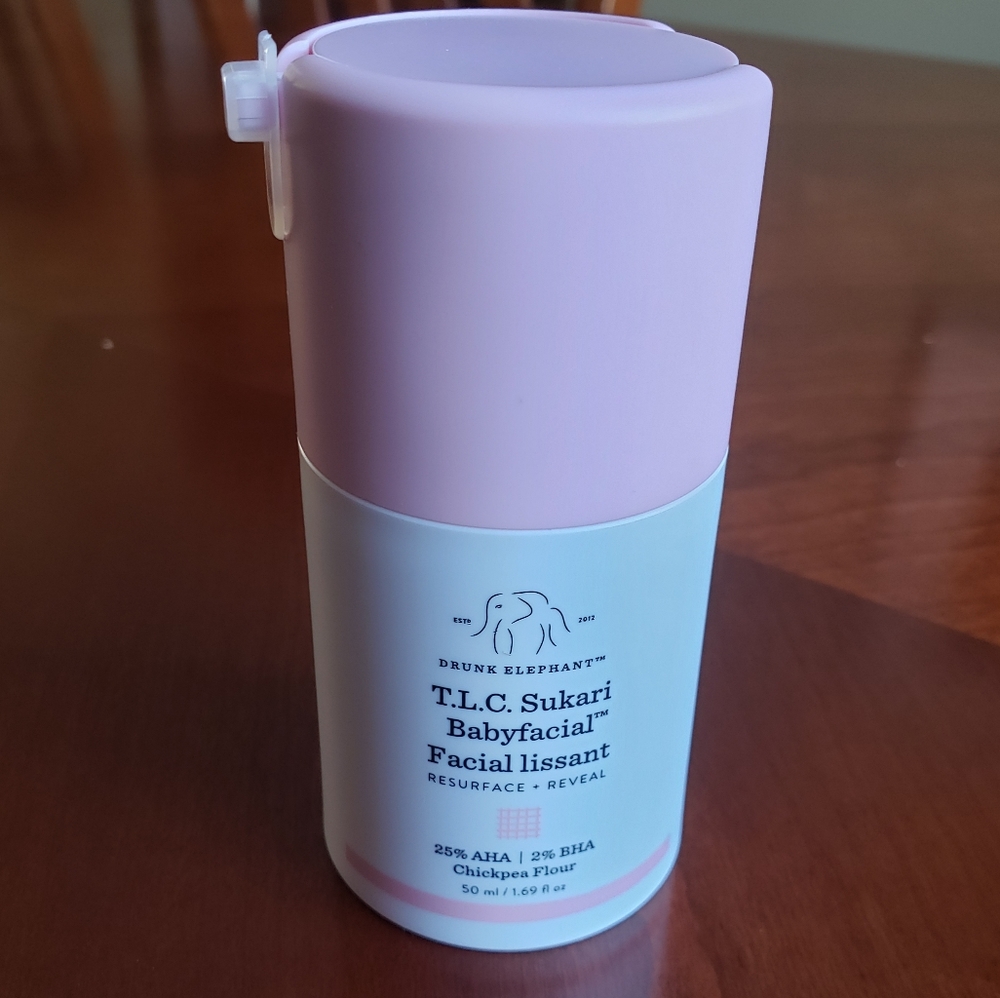 ESTD 2012
DRUNK ELEPHANT™
T.L.C. Sukari
Babyfacial™
Facial lissant
RESURFACE + REVEAL
25% AHA | 2% BHA
Chickpea Flour
50 ml / 1.69 fl oz